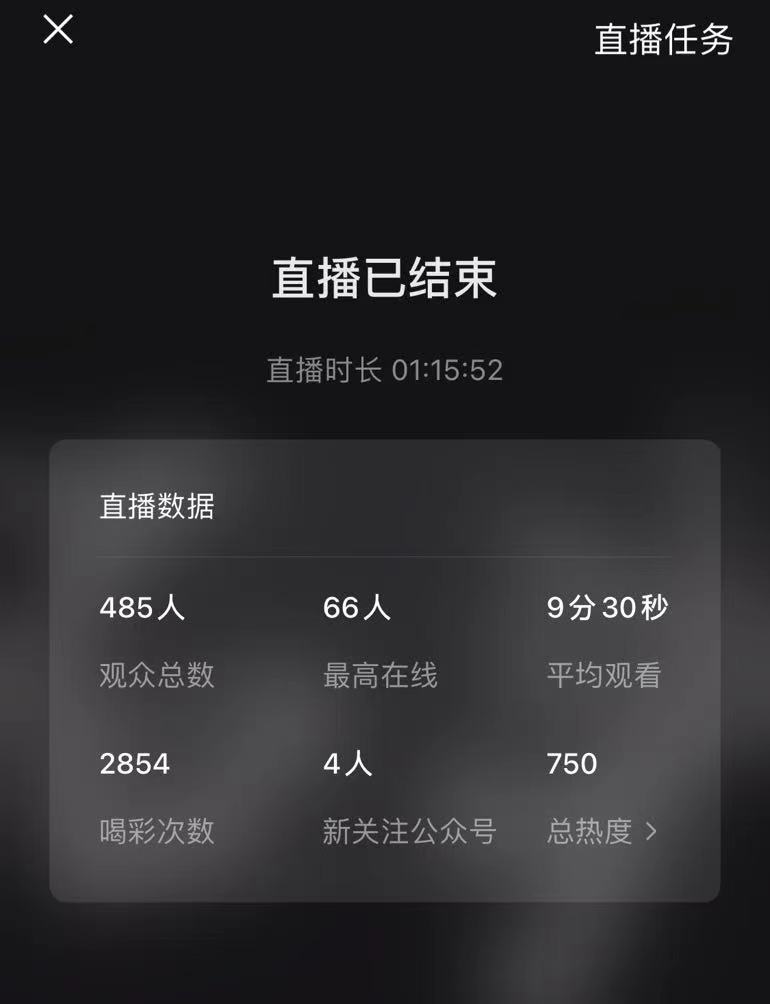 直播任务
直播已结束
直播时长 01:15:52
直播数据
485人 66人 9分30秒
观众总数 最高在线 平均观看
2854 4人 750
喝彩次数 新关注公众号 总热度